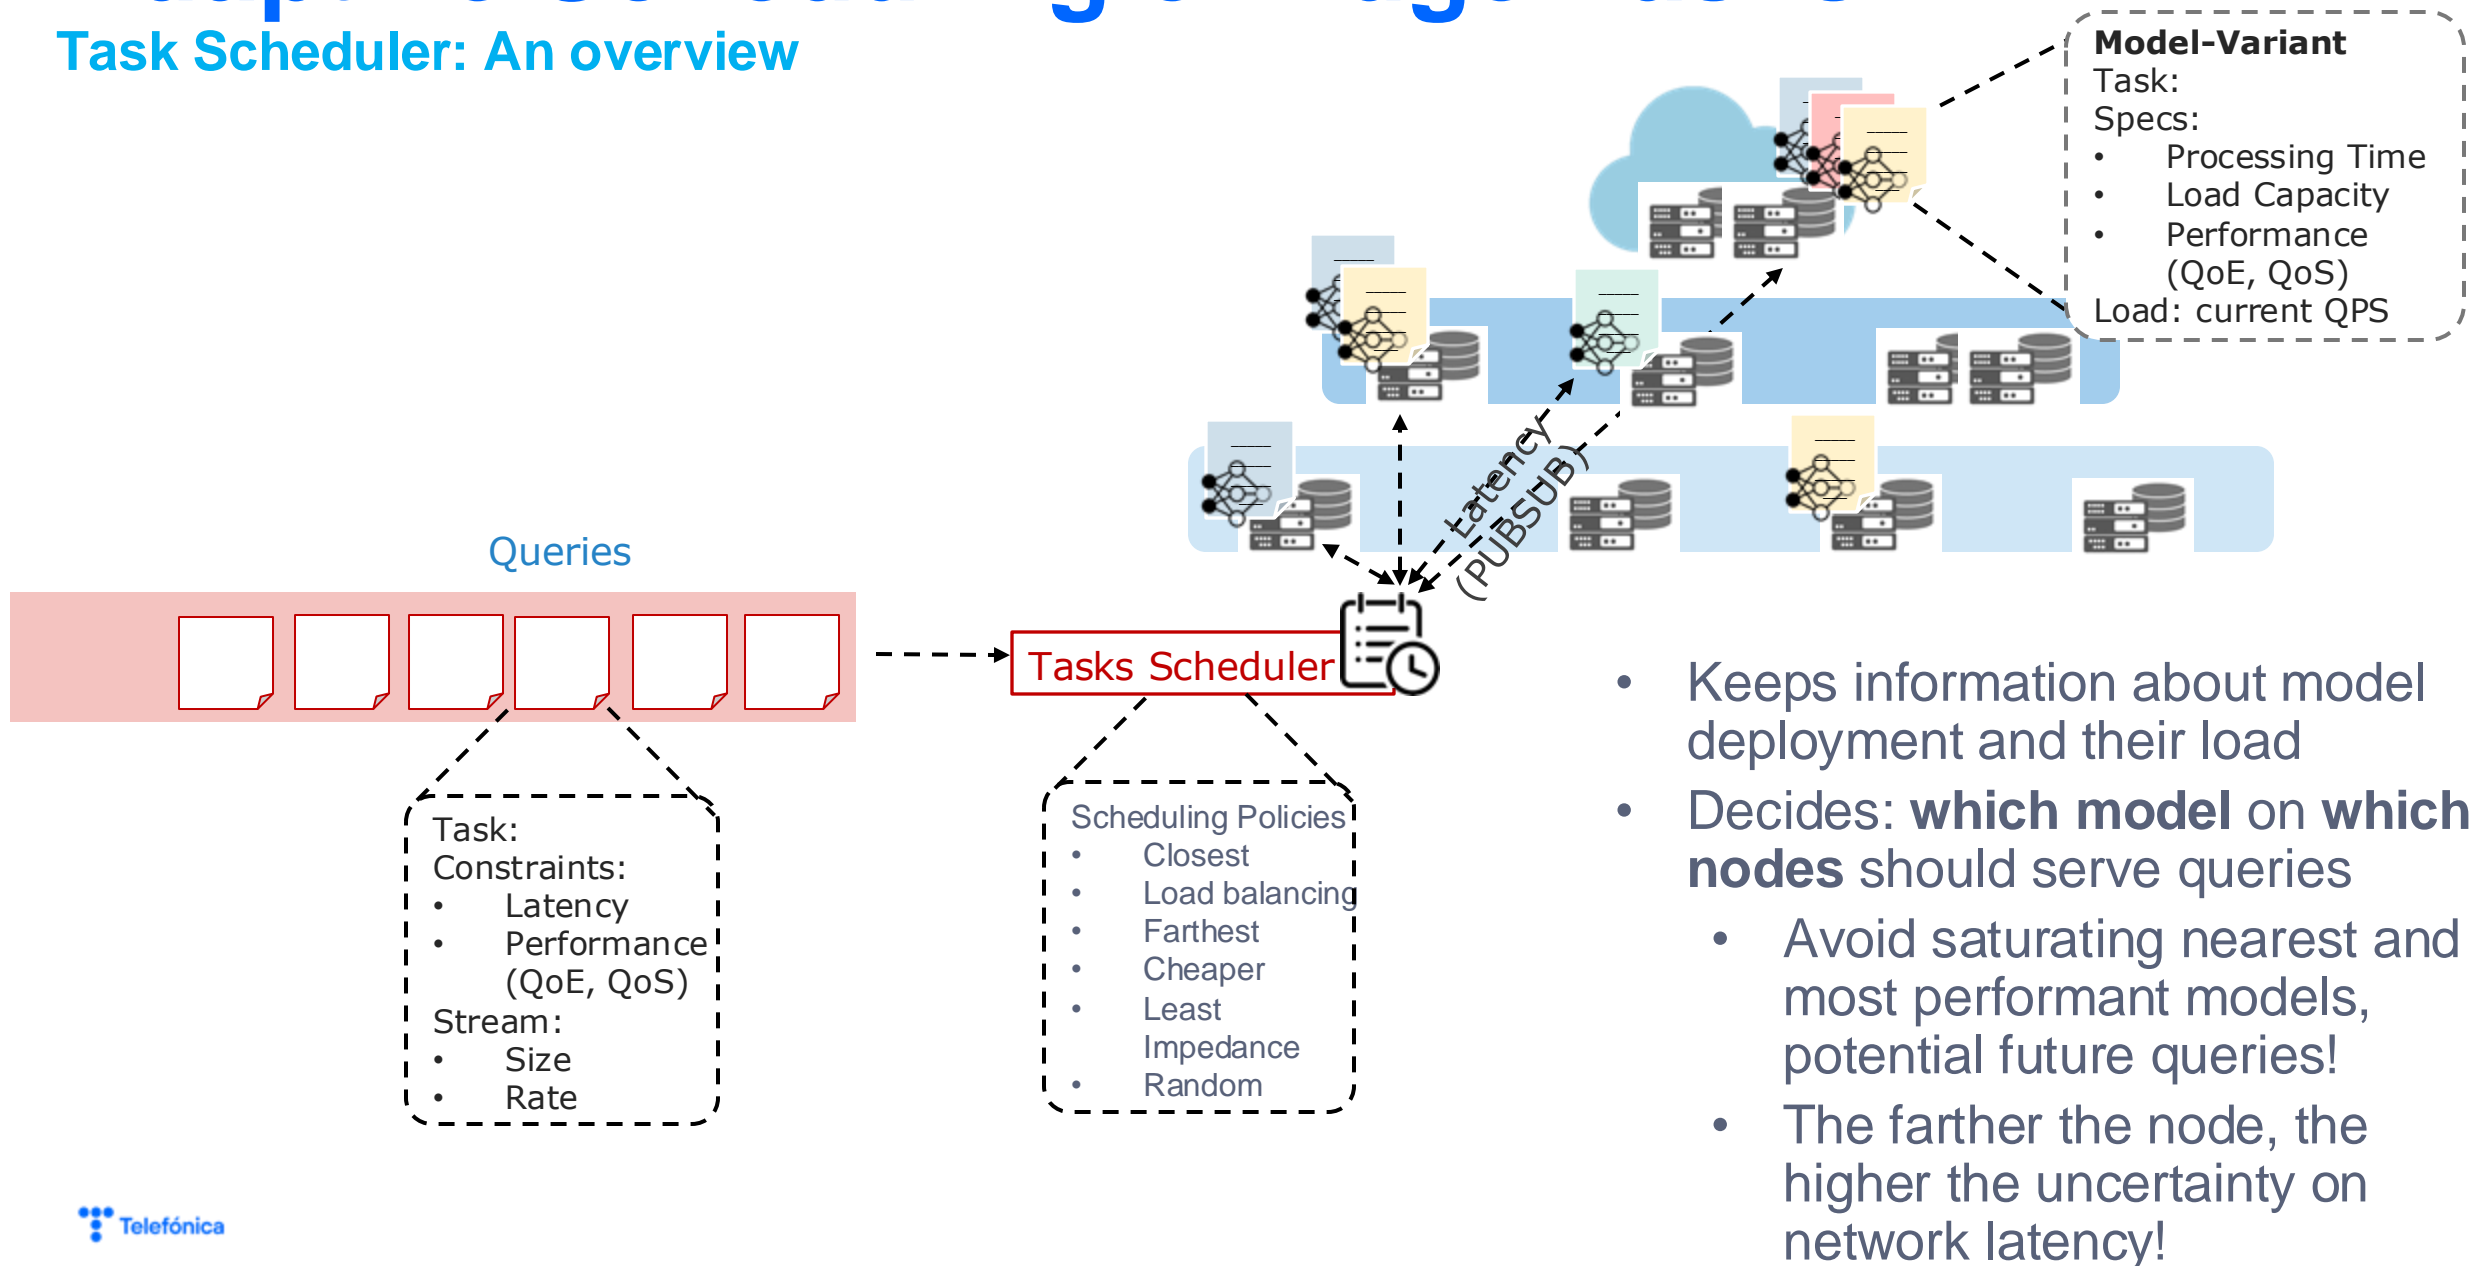 Task Scheduler: An overview
Model-Variant
Task:
Specs:
• Processing Time
• Load Capacity
• Performance
(QoE, QoS)
Load: current QPS
Latency
(PUBSUB)
Queries
Tasks Scheduler
Task:
Constraints:
• Latency
• Performance
(QoE, QoS)
Stream:
• Size
• Rate
Scheduling Policies
• Closest
• Load balancing
• Farthest
• Cheaper
• Least
Impedance
• Random
• Keeps information about model
deployment and their load
• Decides: which model on which
nodes should serve queries
• Avoid saturating nearest and
most performant models,
potential future queries!
• The farther the node, the
higher the uncertainty on
network latency!
Telefónica